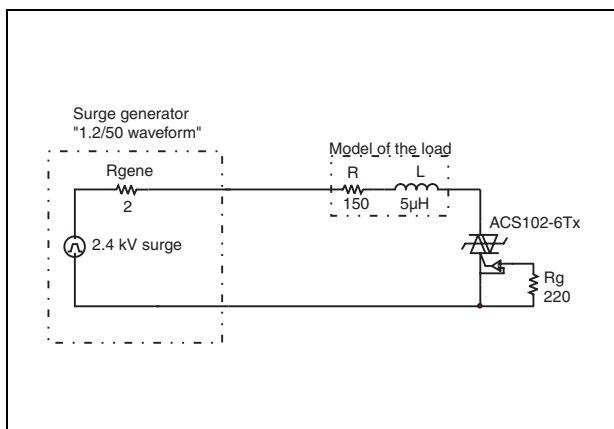 Surge generator
"1.2/50 waveform"
Rgene
2
2.4 kV surge
Model of the load
R
150
L
5µH
ACS102-6Tx
Rg
220